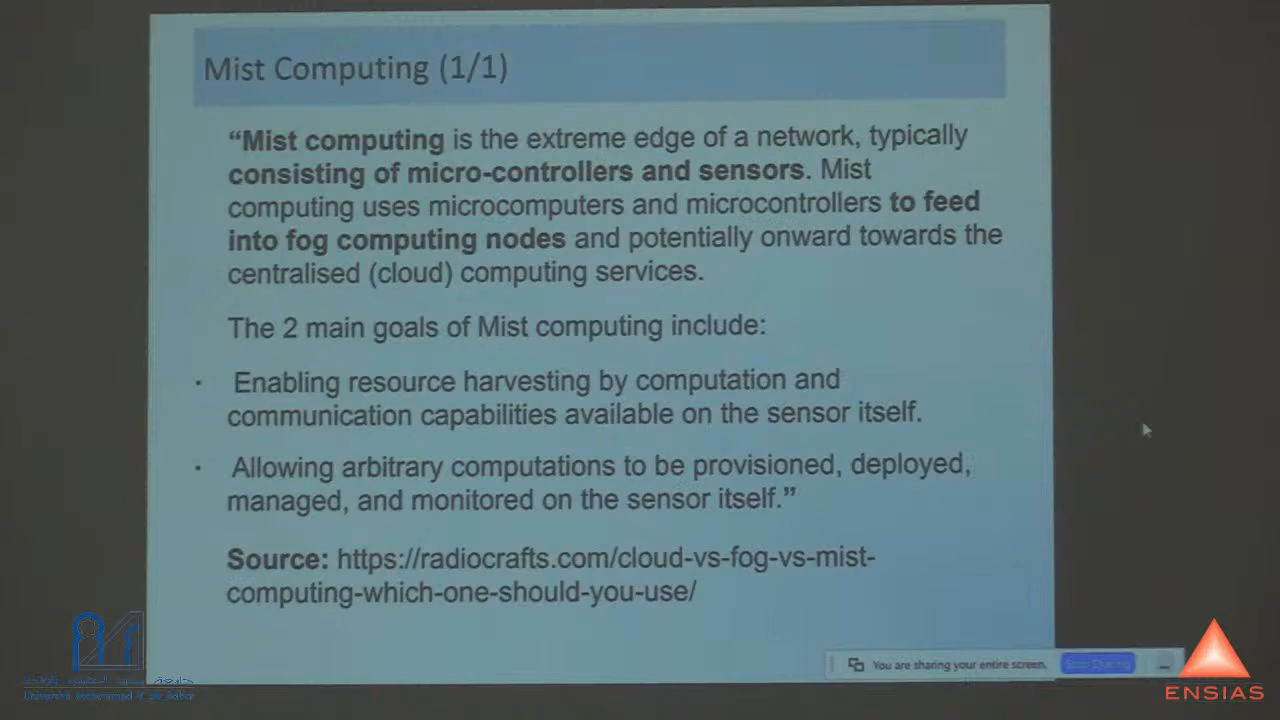 Mist Computing (1/1)
“Mist computing is the extreme edge of a network, typically
consisting of micro-controllers and sensors. Mist
computing uses microcomputers and microcontrollers to feed
into fog computing nodes and potentially onward towards the
centralised (cloud) computing services.
The 2 main goals of Mist computing include:
· Enabling resource harvesting by computation and
communication capabilities available on the sensor itself.
· Allowing arbitrary computations to be provisioned, deployed,
managed, and monitored on the sensor itself.”
Source: https://radiocrafts.com/cloud-vs-fog-vs-mist-
computing-which-one-should-you-use/
You are sharing your entire screen.
Stop Sharing
ENSIAS